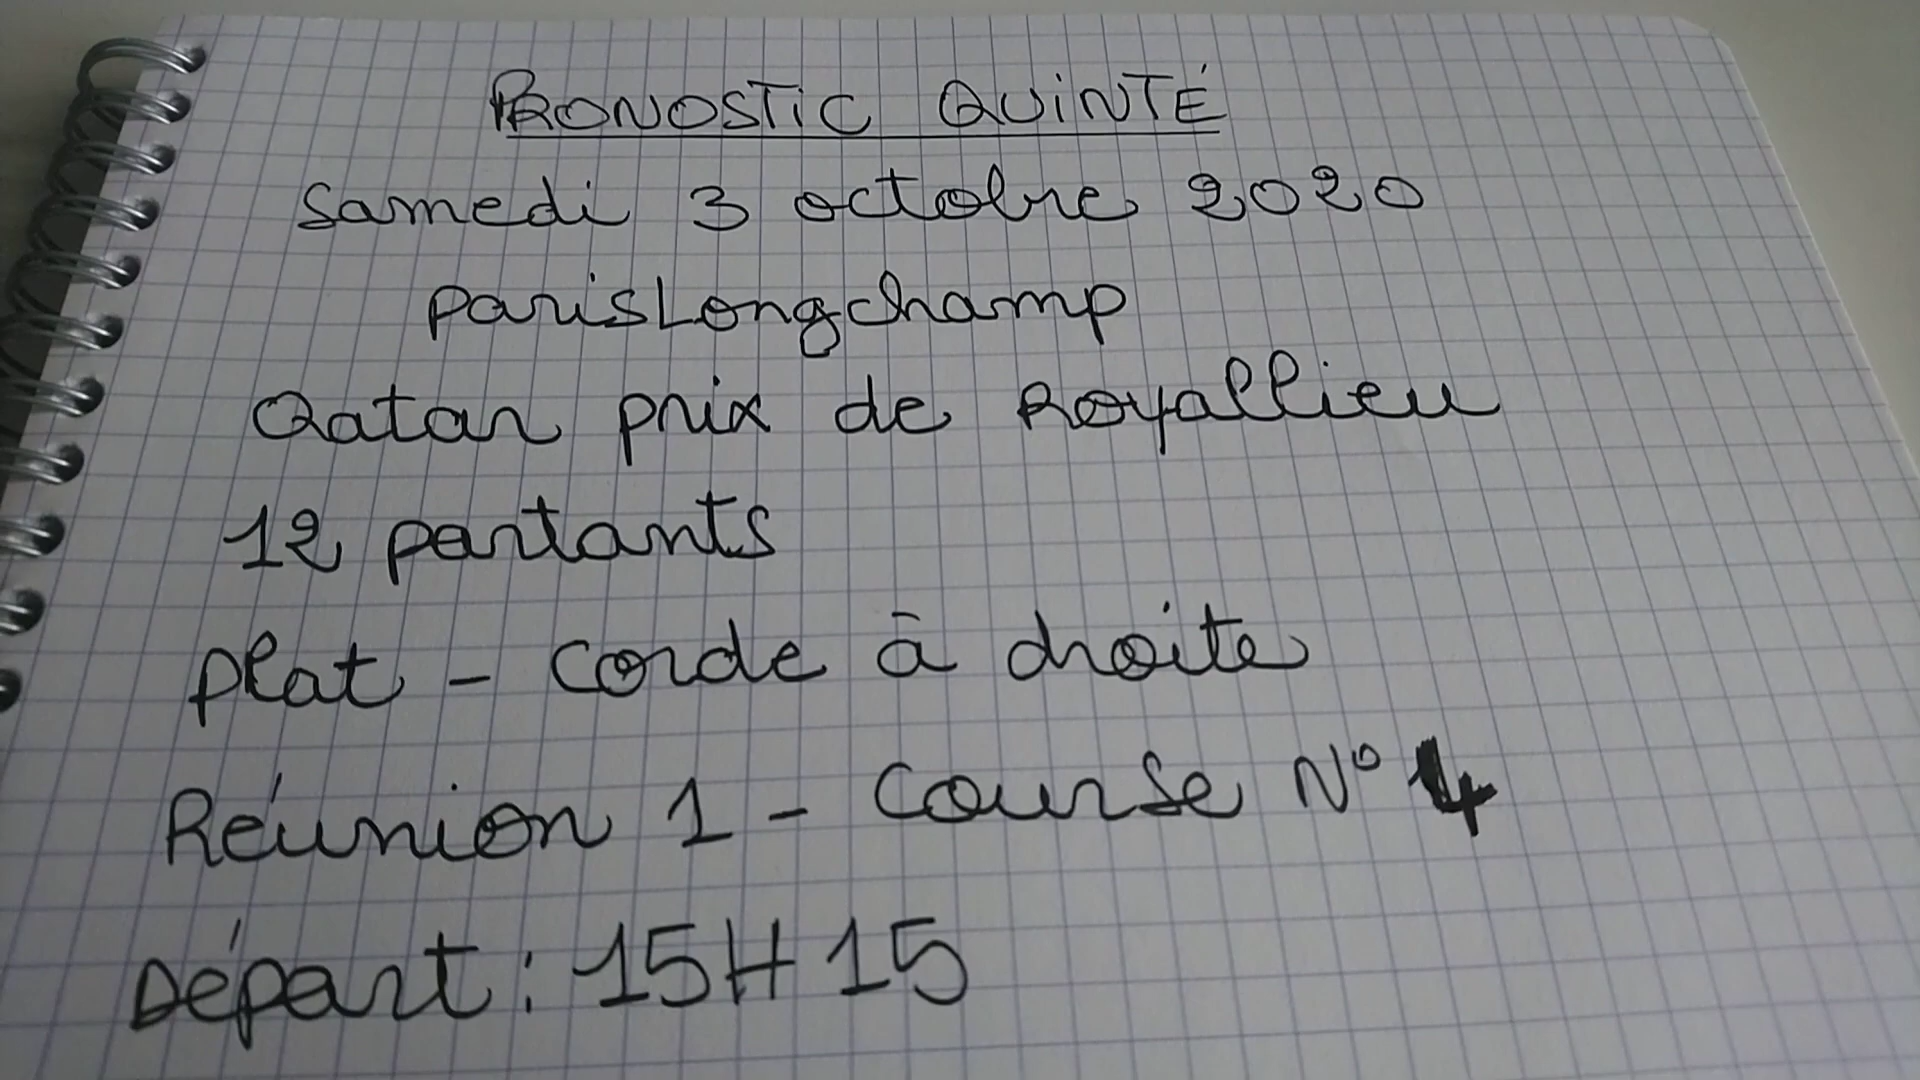 PRONOSTIC QUINTÉ
Samedi 3 octobre 2020
ParisLongchamp
Qatar prix de Royallieu
12 partants
Plat - Corde à droite
Réunion 1 - Course N° 4
Départ : 15H15